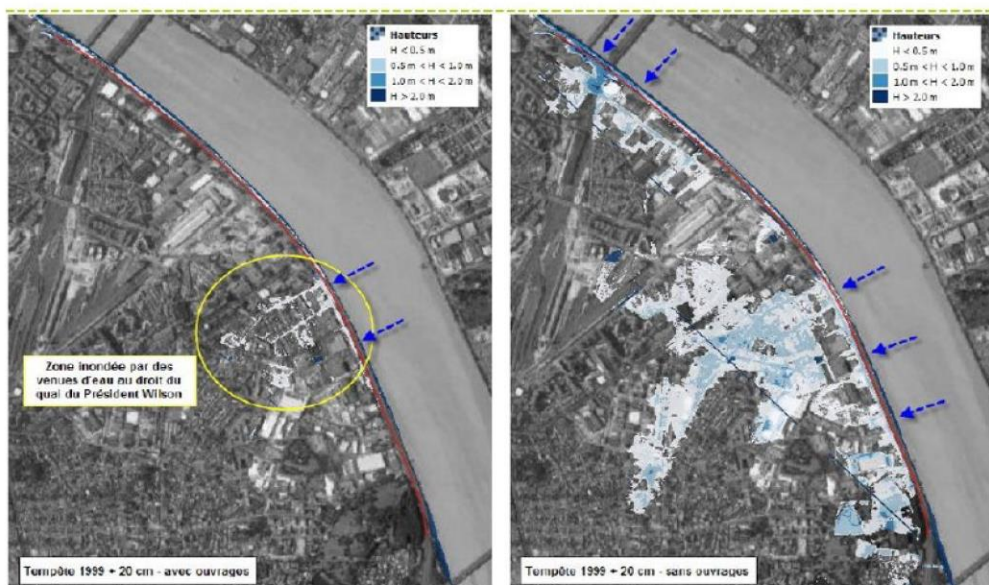 Hauteurs
H < 0.5 m
0.5 m < H < 1.0 m
1.0 m < H < 2.0 m
H > 2.0 m
Zone inondée par des
venues d'eau au droit du
quai du Président Wilson
Tempête 1999 + 20 cm - avec ouvrages
Hauteurs
H < 0.5 m
0.5 m < H < 1.0 m
1.0 m < H < 2.0 m
H > 2.0 m
Tempête 1999 + 20 cm - sans ouvrages